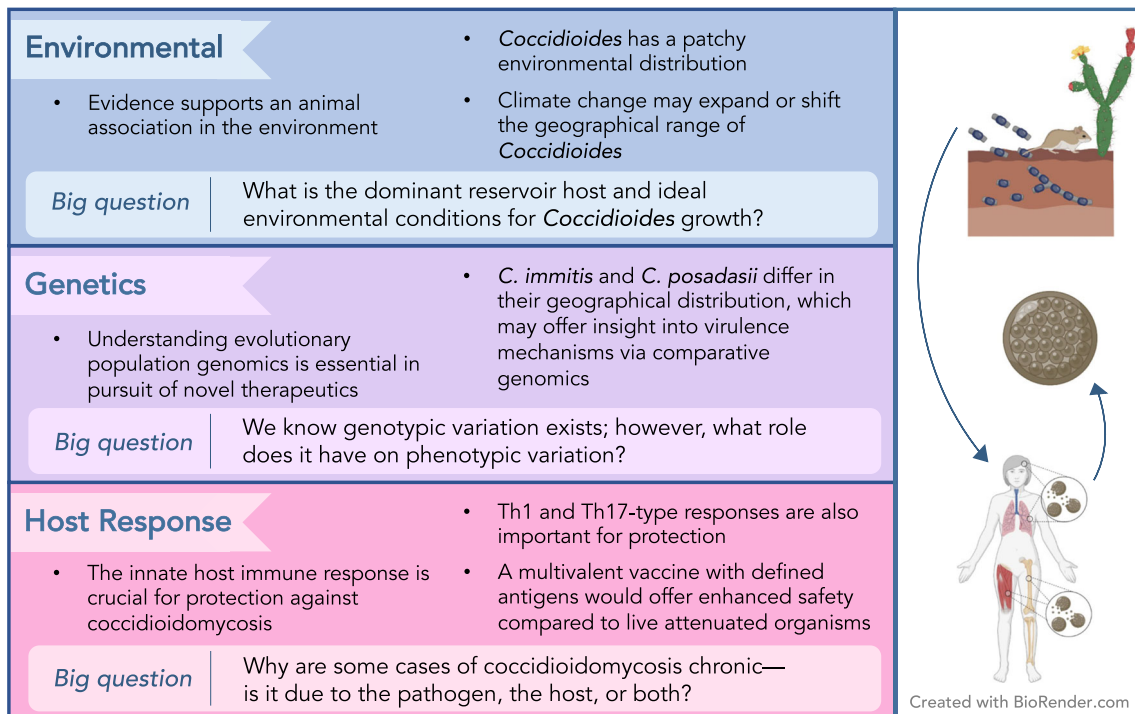 Environmental
• Evidence supports an animal
association in the environment
• Coccidioides has a patchy
environmental distribution
• Climate change may expand or shift
the geographical range of
Coccidioides
Big question
What is the dominant reservoir host and ideal
environmental conditions for Coccidioides growth?
Genetics
• Understanding evolutionary
population genomics is essential in
pursuit of novel therapeutics
• C. immitis and C. posadasii differ in
their geographical distribution, which
may offer insight into virulence
mechanisms via comparative
genomics
Big question
We know genotypic variation exists; however, what role
does it have on phenotypic variation?
Host Response
• The innate host immune response is
crucial for protection against
coccidioidomycosis
• Th1 and Th17-type responses are also
important for protection
• A multivalent vaccine with defined
antigens would offer enhanced safety
compared to live attenuated organisms
Big question
Why are some cases of coccidioidomycosis chronic—
is it due to the pathogen, the host, or both?
Created with BioRender.com